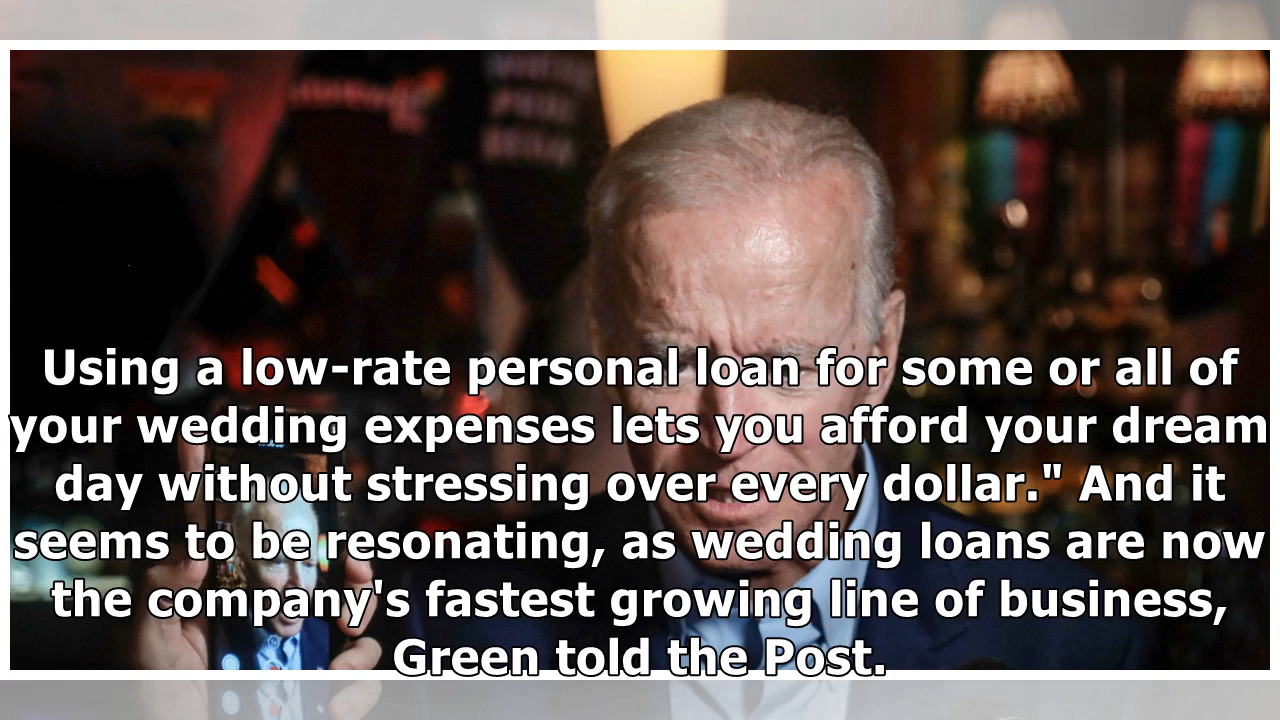 Using a low-rate personal loan for some or all of
your wedding expenses lets you afford your dream
day without stressing over every dollar." And it
seems to be resonating, as wedding loans are now
the company's fastest growing line of business,
Green told the Post.